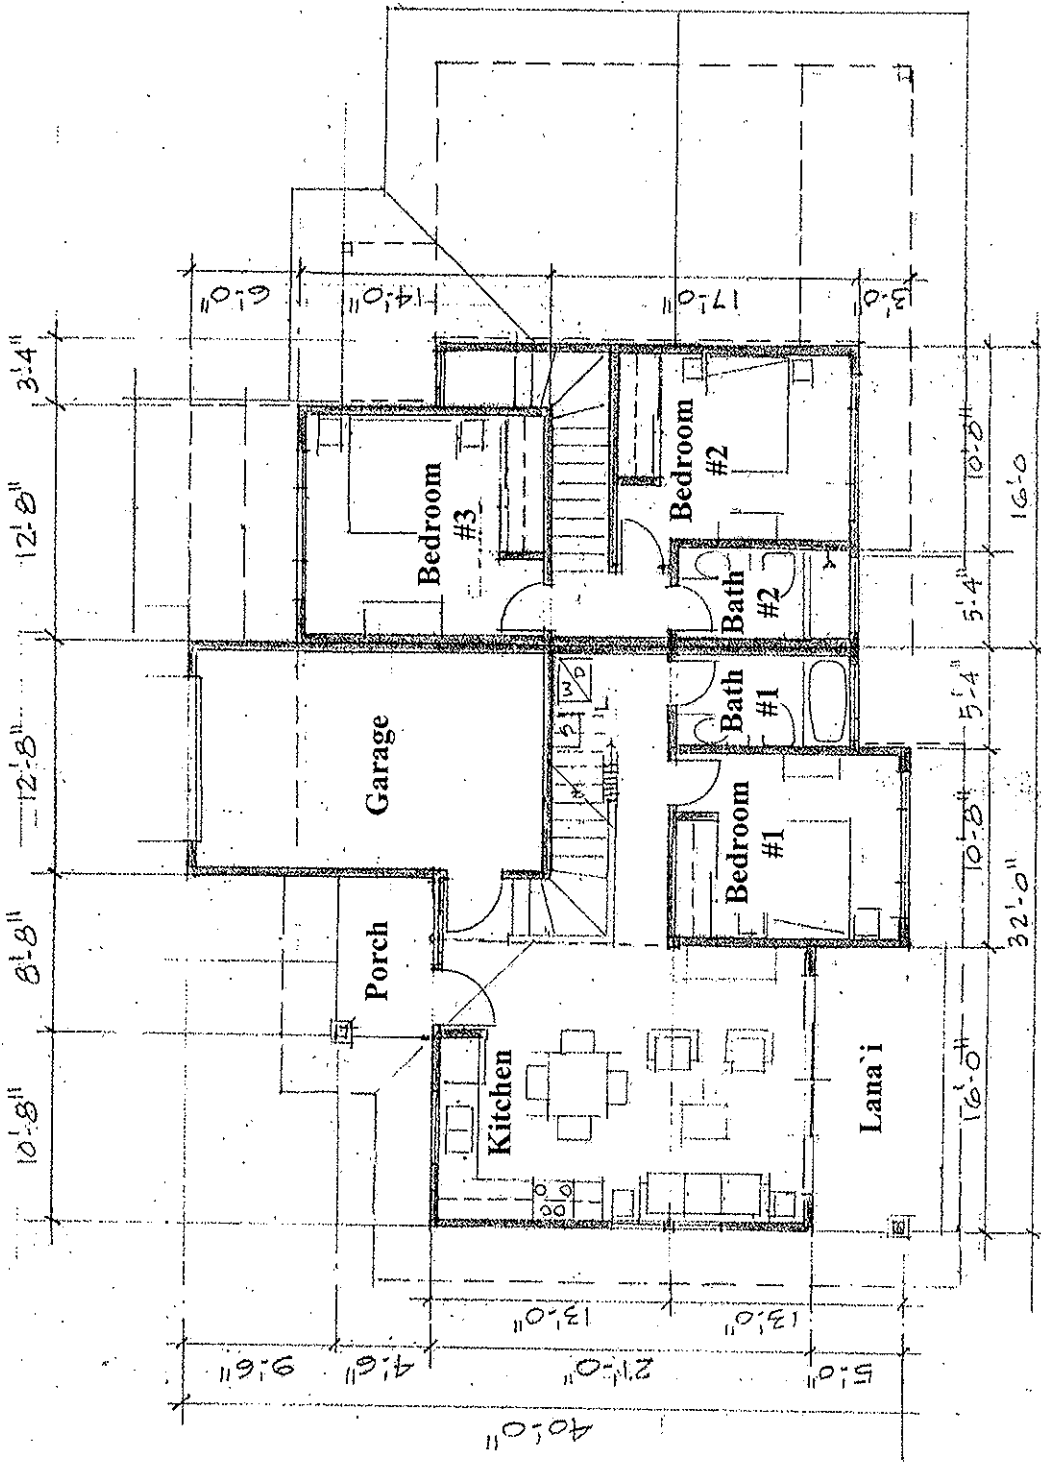 10'-8"
8'-8"
12'-8"
12'-8"
3'-4"
6'-0"
14'-0"
17'-0"
3'-0"
Porch
Garage
Bedroom
#3
Kitchen
W
D
S
Bedroom
#1
Bath
#1
Bath
#2
Bedroom
#2
Lana`i
16'-0"
10'-8"
5'-4"
5'-4"
10'-8"
32'-0"
16'-0
9'-6"
4'-6"
21'-0"
5'-0"
13'-0"
13'-0"
40'-0"